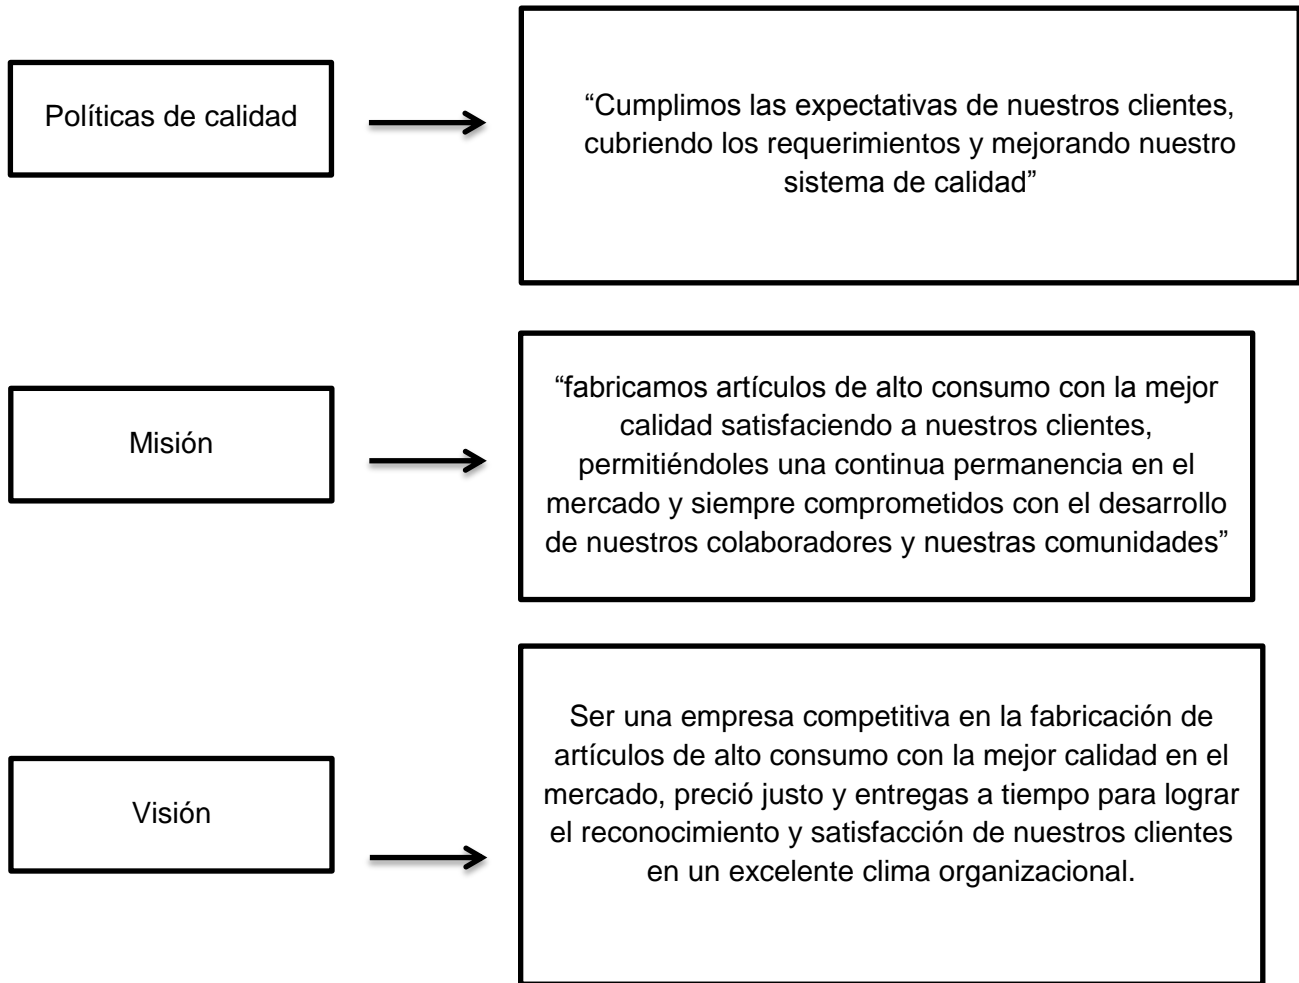 Políticas de calidad
“Cumplimos las expectativas de nuestros clientes,
cubriendo los requerimientos y mejorando nuestro
sistema de calidad”
Misión
“fabricamos artículos de alto consumo con la mejor
calidad satisfaciendo a nuestros clientes,
permitiéndoles una continua permanencia en el
mercado y siempre comprometidos con el desarrollo
de nuestros colaboradores y nuestras comunidades”
Visión
Ser una empresa competitiva en la fabricación de
artículos de alto consumo con la mejor calidad en el
mercado, preció justo y entregas a tiempo para lograr
el reconocimiento y satisfacción de nuestros clientes
en un excelente clima organizacional.